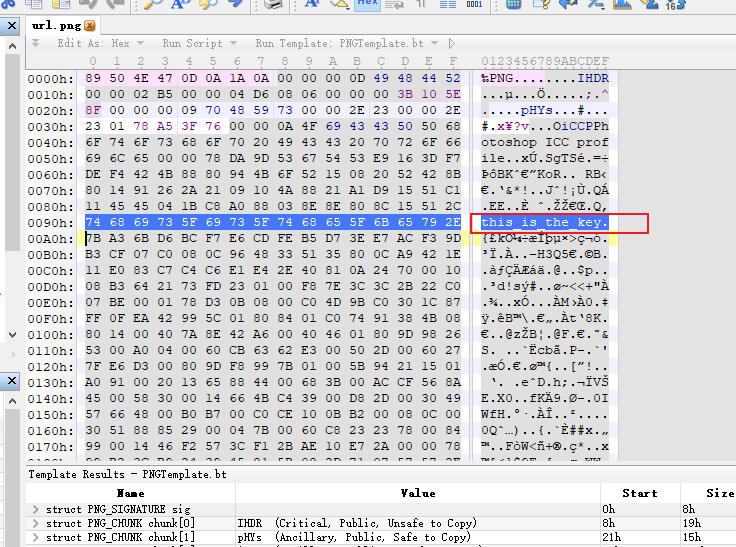 url.png
Edit As: Hex Run Script Run Template: PNGTemplate.bt
0 1 2 3 4 5 6 7 8 9 A B C D E F 0123456789ABCDEF
0000h: 89 50 4E 47 0D 0A 1A 0A 00 00 00 0D 49 48 44 52 ‰PNG........IHDR
0010h: 00 00 02 B5 00 00 04 D6 08 06 00 00 00 3B 10 5E ...µ...Ö.....;.^
0020h: 8F 00 00 00 09 70 48 59 73 00 00 2E 23 00 00 2E .....pHYs...#...
0030h: 23 01 78 A5 3F 76 00 00 0A 4F 69 43 43 50 50 68 #.x¥?v...OiCCPPh
0040h: 6F 74 6F 73 68 6F 70 20 49 43 43 20 70 72 6F 66 otoshop ICC prof
0050h: 69 6C 65 00 00 78 DA 9D 53 67 54 53 E9 16 3D F7 ile..xÚ.SgTSé.=÷
0060h: DE F4 42 4B 88 80 94 4B 6F 52 15 08 20 52 42 8B ÞôBKˆ€”KoR.. RB‹
0070h: 80 14 91 26 2A 21 09 10 4A 88 21 A1 D9 15 51 C1 €.‘&*!..Jˆ!¡Ù.QÁ
0080h: 11 45 45 04 1B C8 A0 88 03 8E 8E 80 8C 15 51 2C .EE..È ˆ.ŽŽ€Œ.Q,
0090h: 74 68 69 73 5F 69 73 5F 74 68 65 5F 6B 65 79 2E this_is_the_key.
00A0h: 7B A3 6B D6 BC F7 E6 CD FE B5 D7 3E E7 AC F3 9D {£kÖ¼÷æÍþµ×>ç¬ó.
00B0h: B3 CF 07 C0 08 0C 96 48 33 51 35 80 0C A9 42 1E ³Ï.À..–H3Q5€.©B.
00C0h: 11 E0 83 C7 C4 C6 E1 E4 2E 40 81 0A 24 70 00 10 .àƒÇÄÆáä.@..$p..
00D0h: 08 B3 64 21 73 FD 23 01 00 F8 7E 3C 3C 2B 22 C0 .³d!sý#..ø~<<+"À
00E0h: 07 BE 00 01 78 D3 0B 08 00 C0 4D 9B C0 30 1C 87 .¾..xÓ...ÀM›À0.‡
00F0h: FF 0F EA 42 99 5C 01 80 84 01 C0 74 91 38 4B 08 ÿ.êB™\.€„.Àt‘8K.
0100h: 80 14 00 40 7A 8E 42 A6 00 40 46 01 80 9D 98 26 €..@zŽB¦.@F.€.˜&
0110h: 53 00 A0 04 00 60 CB 63 62 E3 00 50 2D 00 60 27 S. ..`Ëcbã.P-.`'
0120h: 7F E6 D3 00 80 9D F8 99 7B 01 00 5B 94 21 15 01 .æÓ.€.ø™{..[”!..
0130h: A0 91 00 20 13 65 88 44 00 68 3B 00 AC CF 56 8A ‘. .eˆD.h;.¬ÏVŠ
0140h: 45 00 58 30 00 14 66 4B C4 39 00 D8 2D 00 30 49 E.X0..fKÄ9.Ø-.0I
0150h: 57 66 48 00 B0 B7 00 C0 CE 10 0B B2 00 08 0C 00 WfH.°·.ÀÎ..²....
0160h: 30 51 88 85 29 00 04 7B 00 60 C8 23 23 78 00 84 0Qˆ…)..{.`È##x.„
0170h: 99 00 14 46 F2 57 3C F1 2B AE 10 E7 2A 00 00 78 ™..FòW<ñ+®.ç*..x
Template Results - PNGTemplate.bt
Name Value Start Size
struct PNG_SIGNATURE sig 0h 8h
struct PNG_CHUNK chunk[0] IHDR (Critical, Public, Unsafe to Copy) 8h 19h
struct PNG_CHUNK chunk[1] pHYs (Ancillary, Public, Safe to Copy) 21h 15h